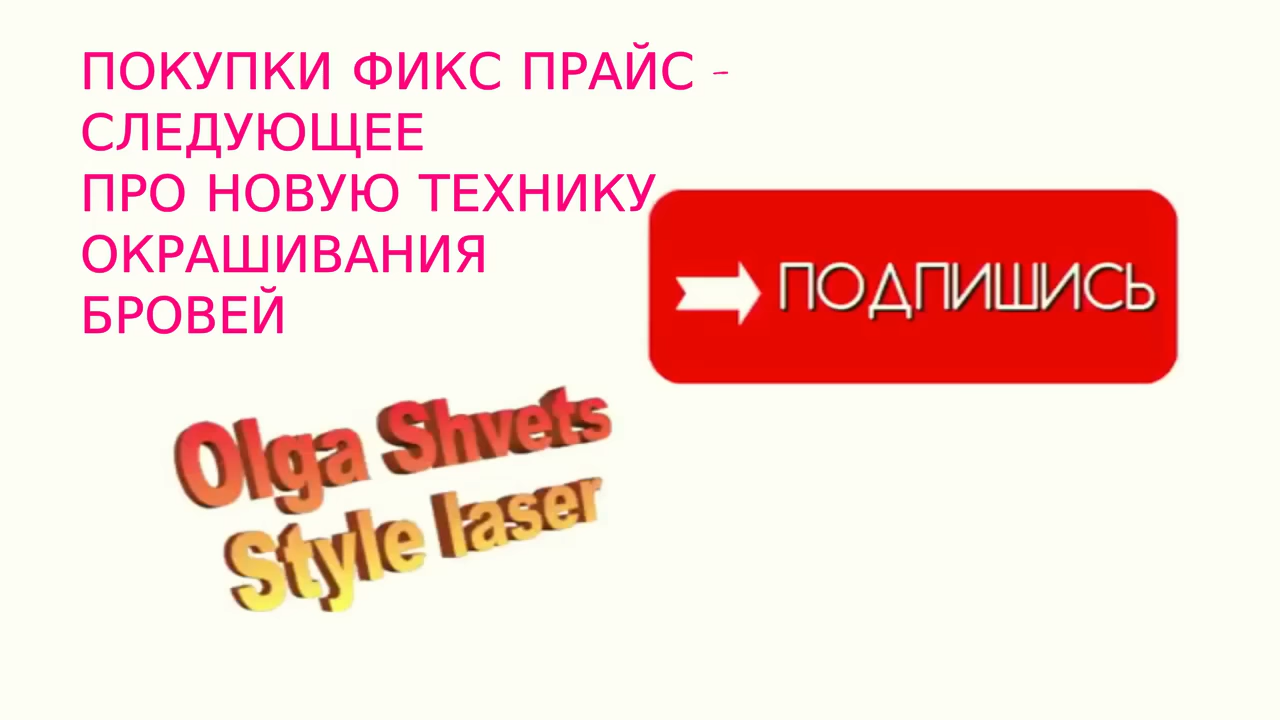 ПОКУПКИ ФИКС ПРАЙС -
СЛЕДУЮЩЕЕ
ПРО НОВУЮ ТЕХНИКУ
ОКРАШИВАНИЯ
БРОВЕЙ
ПОДПИШИСЬ
Olga Shvets
Style laser